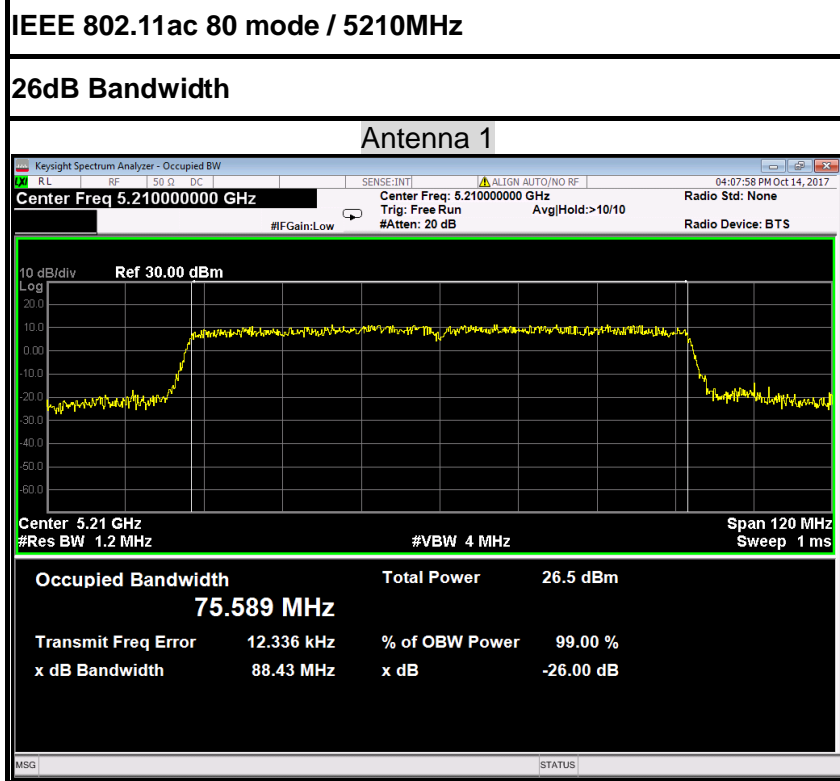 IEEE 802.11ac 80 mode / 5210MHz
26dB Bandwidth
Antenna 1
Keysight Spectrum Analyzer - Occupied BW
LXI RL RF 50 Ω DC SENSE:INT ALIGN AUTO/NO RF 04:07:58 PM Oct 14, 2017
Center Freq 5.210000000 GHz Center Freq: 5.210000000 GHz Radio Std: None
Trig: Free Run Avg|Hold:>10/10
#IFGain:Low #Atten: 20 dB Radio Device: BTS
10 dB/div Ref 30.00 dBm
Log
20.0
10.0
0.00
-10.0
-20.0
-30.0
-40.0
-50.0
-60.0
Center 5.21 GHz Span 120 MHz
#Res BW 1.2 MHz #VBW 4 MHz Sweep 1 ms
Occupied Bandwidth Total Power 26.5 dBm
75.589 MHz
Transmit Freq Error 12.336 kHz % of OBW Power 99.00 %
x dB Bandwidth 88.43 MHz x dB -26.00 dB
MSG STATUS